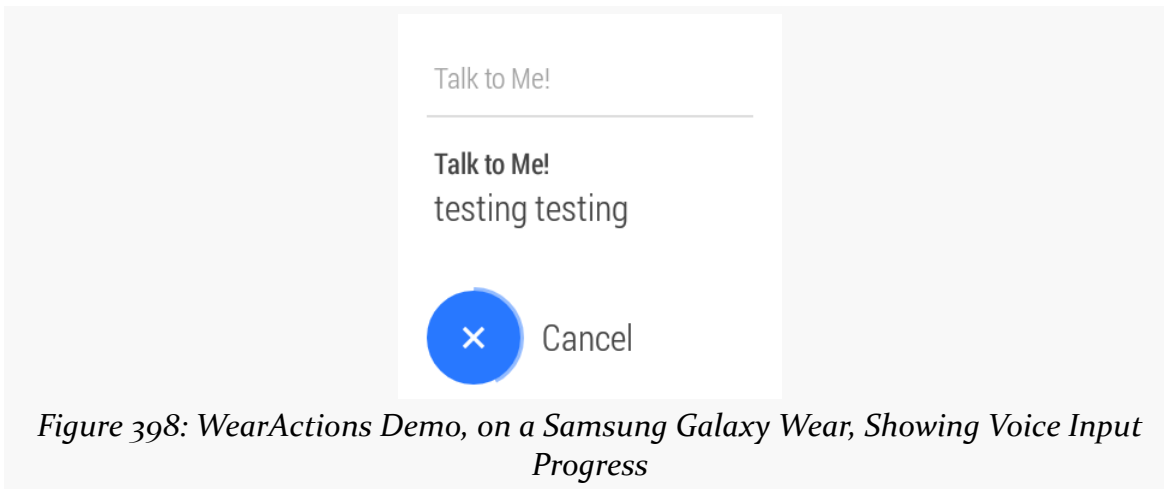 Talk to Me!
Talk to Me!
testing testing
Cancel
Figure 398: WearActions Demo, on a Samsung Galaxy Wear, Showing Voice Input
Progress